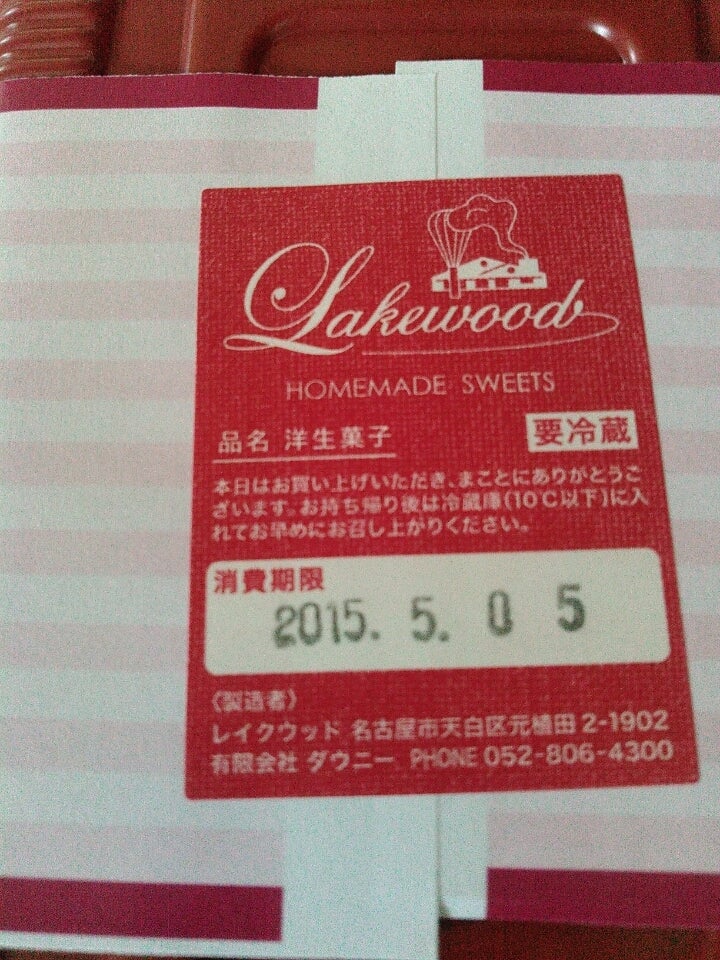 Lakewood
HOMEMADE SWEETS
品名 洋生菓子
要冷蔵
本日はお買い上げいただき、まことにありがとうご
ざいます。お持ち帰り後は冷蔵庫(10℃以下)に入
れてお早めにお召し上がりください。
消費期限
2015. 5. 0 5
〈製造者〉
レイクウッド 名古屋市天白区元植田2-1902
有限会社 ダウニー PHONE 052-806-4300